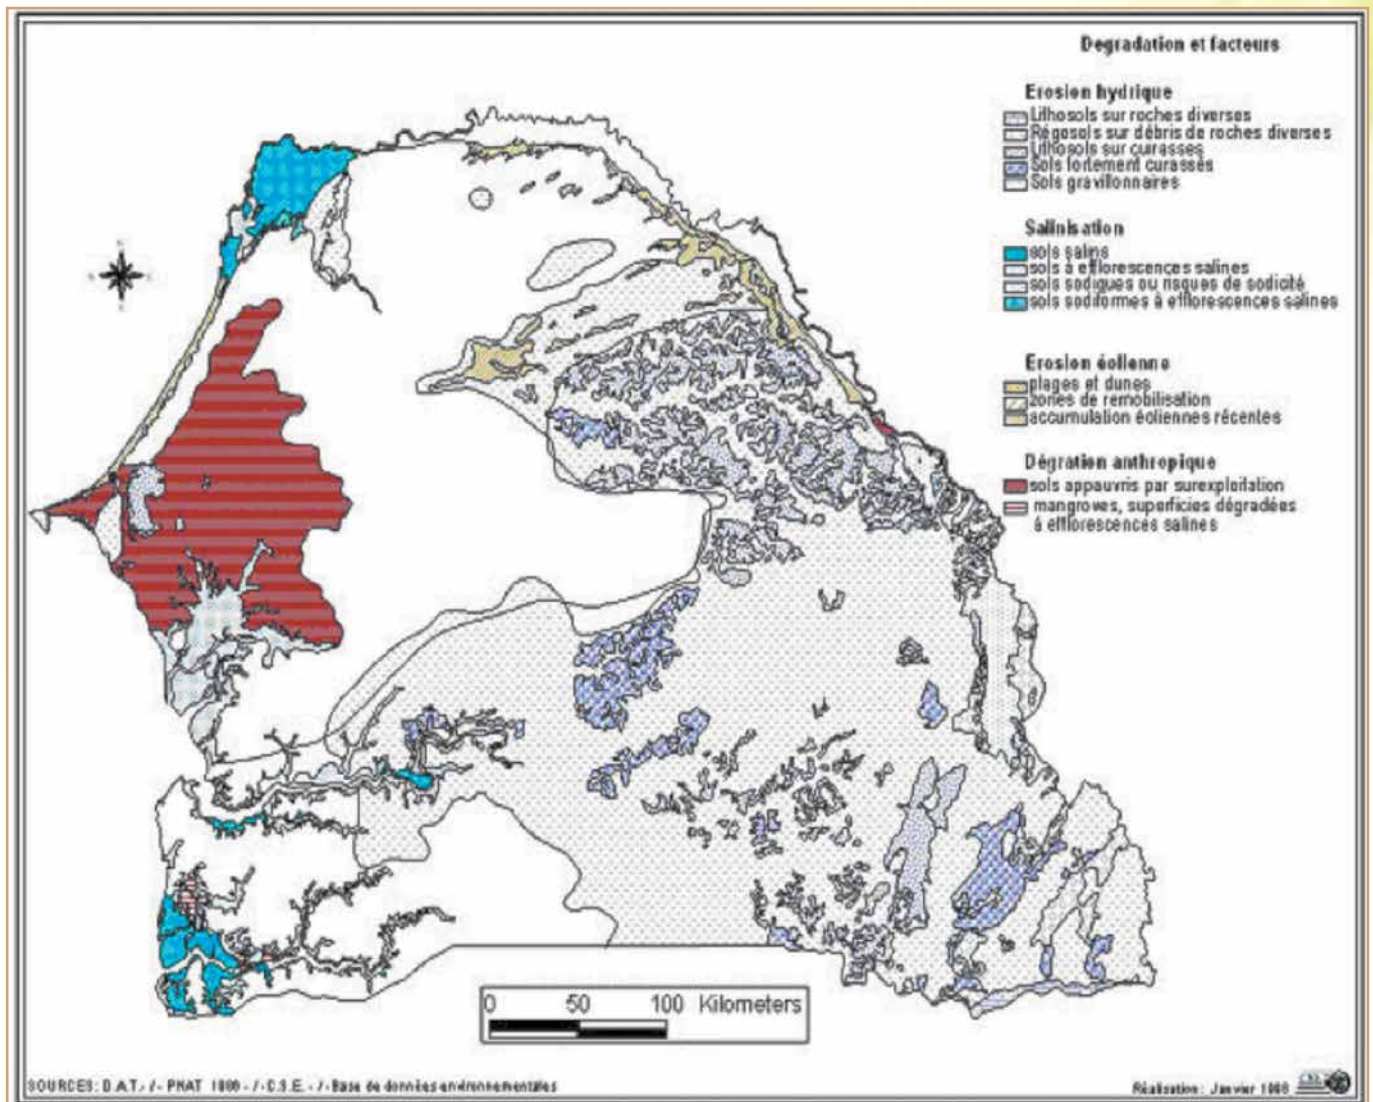 Degradation et facteurs
Erosion hydrique
Lithosols sur roches diverses
Régosols sur débris de roches diverses
Lithosols sur cuirasses
Sols fortement curassés
Sols gravillonnaires
Salinisation
sols salins
sols à efflorescences salines
sols sodiques ou risques de sodicité
sols sodiformes à efflorescences salines
Erosion éolienne
plages et dunes
zones de remobilisation
accumulation éoliennes récentes
Dégration anthropique
sols appauvris par surexploitation
mangroves, superficies dégradées
à efflorescences salines
0 50 100 Kilometers
SOURCES: D.A.T. - / - PNAT - / - C.S.E. - / - Base de données environnementales
Réalisation : Janvier